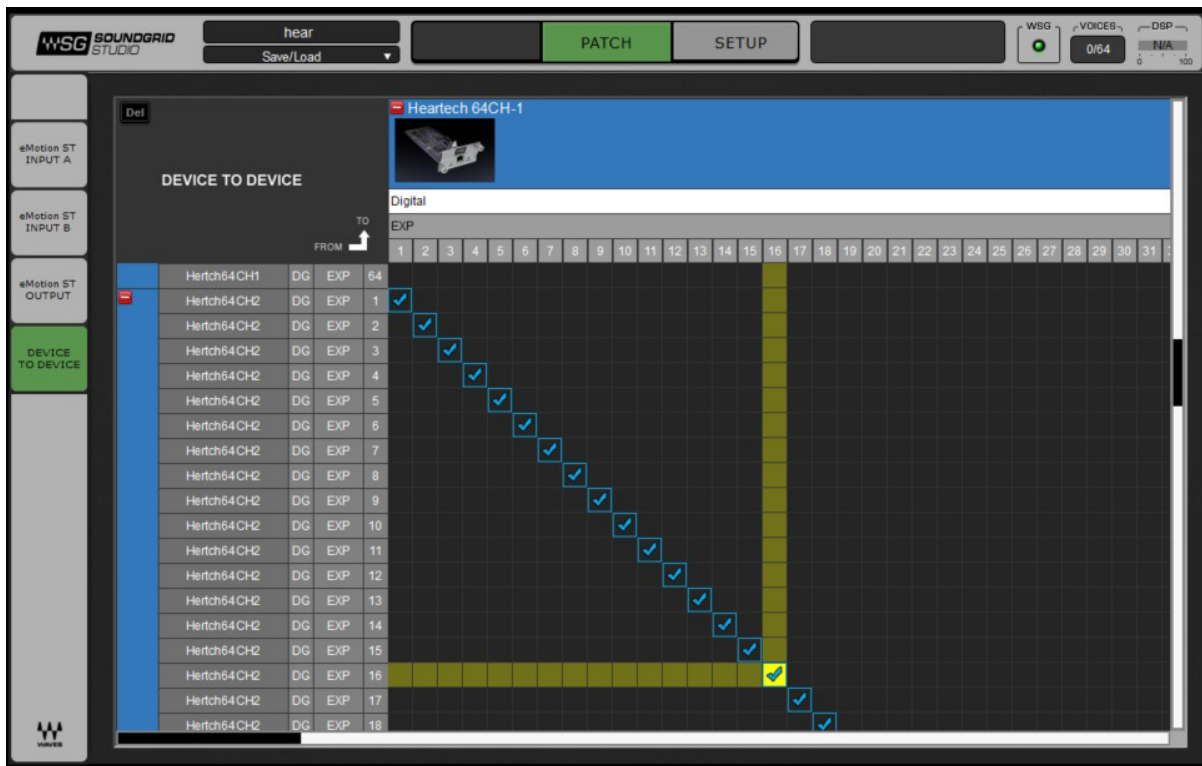 WSG SOUNDGRID STUDIO
hear
Save/Load
PATCH
SETUP
WSG
VOICES
0/64
DSP
N/A
0 100
eMotion ST INPUT A
eMotion ST INPUT B
eMotion ST OUTPUT
DEVICE TO DEVICE
WAVES
Del
DEVICE TO DEVICE
TO
FROM
Heartech 64CH-1
Digital
EXP
1 2 3 4 5 6 7 8 9 10 11 12 13 14 15 16 17 18 19 20 21 22 23 24 25 26 27 28 29 30 31
Hertch64CH1 DG EXP 64
Hertch64CH2 DG EXP 1
Hertch64CH2 DG EXP 2
Hertch64CH2 DG EXP 3
Hertch64CH2 DG EXP 4
Hertch64CH2 DG EXP 5
Hertch64CH2 DG EXP 6
Hertch64CH2 DG EXP 7
Hertch64CH2 DG EXP 8
Hertch64CH2 DG EXP 9
Hertch64CH2 DG EXP 10
Hertch64CH2 DG EXP 11
Hertch64CH2 DG EXP 12
Hertch64CH2 DG EXP 13
Hertch64CH2 DG EXP 14
Hertch64CH2 DG EXP 15
Hertch64CH2 DG EXP 16
Hertch64CH2 DG EXP 17
Hertch64CH2 DG EXP 18